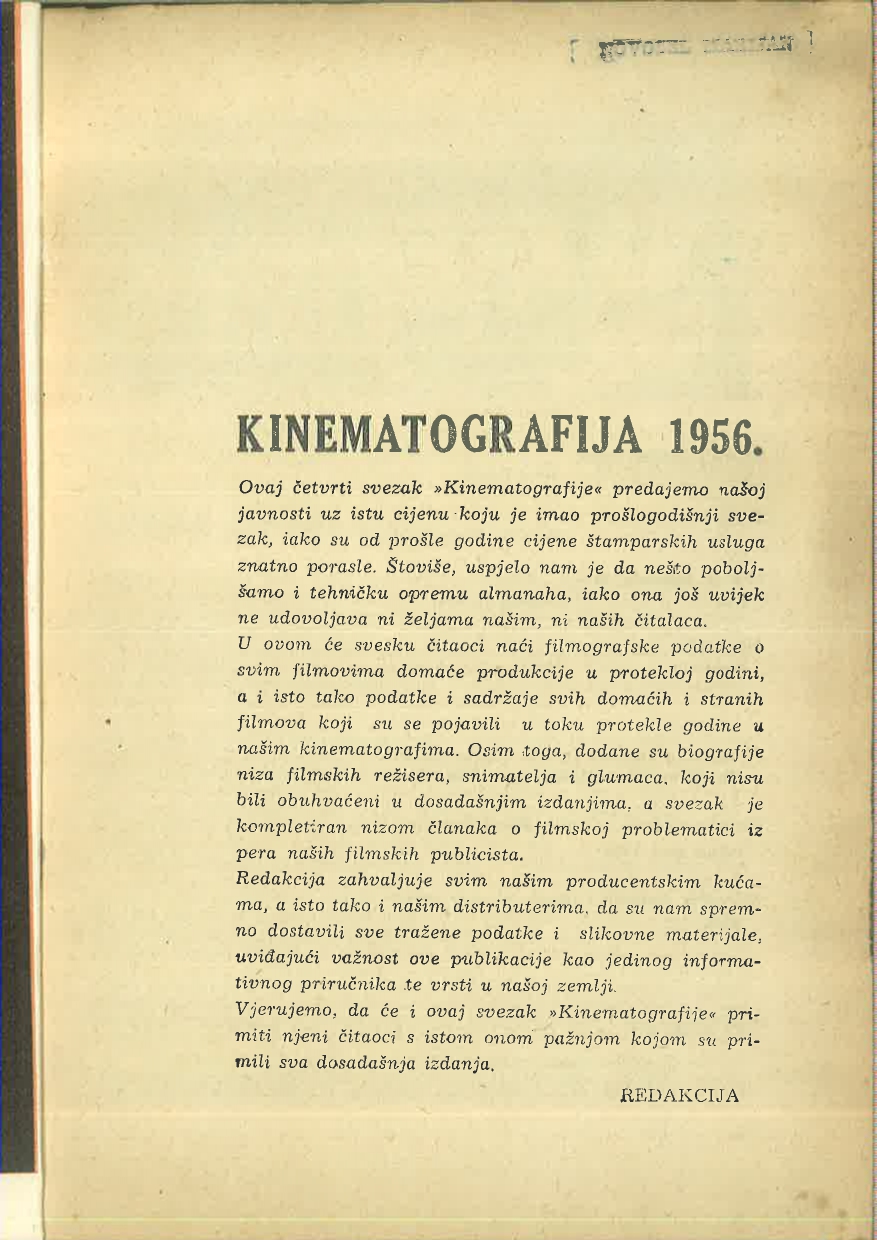 KINEMATOGRAFIJA 1956.
Ovaj četvrti svezak »Kinematografije« predajemo našoj
javnosti uz istu cijenu koju je imao prošlogodišnji sve-
zak, iako su od prošle godine cijene štamparskih usluga
znatno porasle. Štoviše, uspjelo nam je da nešto pobolj-
šamo i tehničku opremu almanaha, iako ona još uvijek
ne udovoljava ni željama našim, ni naših čitalaca.
U ovom će svesku čitaoci naći filmografske podatke o
svim filmovima domaće produkcije u protekloj godini,
a i isto tako podatke i sadržaje svih domaćih i stranih
filmova koji su se pojavili u toku protekle godine u
našim kinematografima. Osim toga, dodane su biografije
niza filmskih režisera, snimatelja i glumaca, koji nisu
bili obuhvaćeni u dosadašnjim izdanjima, a svezak je
kompletiran nizom članaka o filmskoj problematici iz
pera naših filmskih publicista.
Redakcija zahvaljuje svim našim producentskim kuća-
ma, a isto tako i našim distributerima, da su nam sprem-
no dostavili sve tražene podatke i slikovne materijale,
uviđajući važnost ove publikacije kao jedinog informa-
tivnog priručnika te vrsti u našoj zemlji.
Vjerujemo, da će i ovaj svezak »Kinematografije« pri-
miti njeni čitaoci s istom onom pažnjom kojom su pri-
mili sva dosadašnja izdanja.
REDAKCIJA